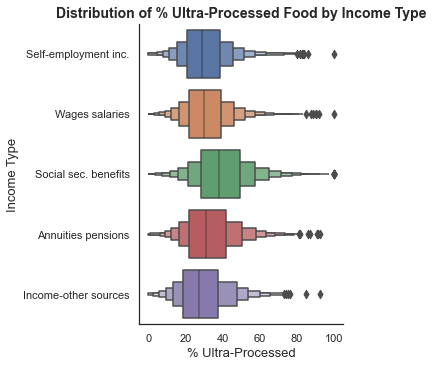 Distribution of % Ultra-Processed Food by Income Type
Self-employment inc.
Wages salaries
Social sec. benefits
Annuities pensions
Income-other sources
Income Type
0 20 40 60 80 100
% Ultra-Processed